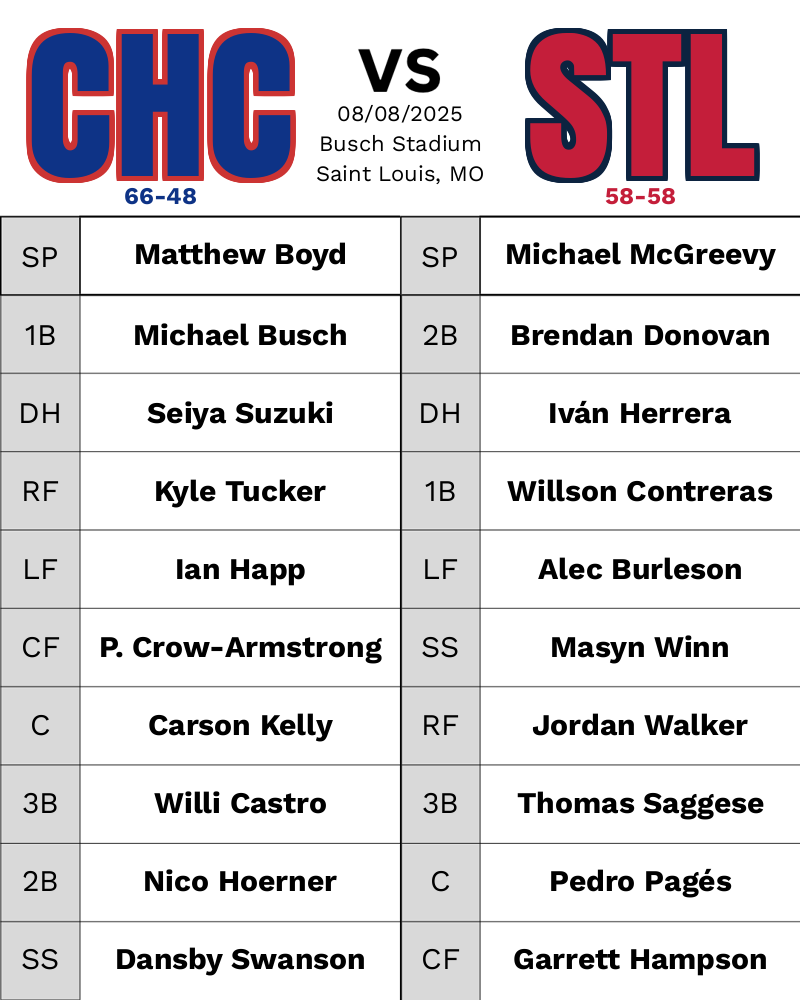 CHC
66-48
VS
08/08/2025
Busch Stadium
Saint Louis, MO
STL
58-58
SP Matthew Boyd SP Michael McGreevy
1B Michael Busch 2B Brendan Donovan
DH Seiya Suzuki DH Iván Herrera
RF Kyle Tucker 1B Willson Contreras
LF Ian Happ LF Alec Burleson
CF P. Crow-Armstrong SS Masyn Winn
C Carson Kelly RF Jordan Walker
3B Willi Castro 3B Thomas Saggese
2B Nico Hoerner C Pedro Pagés
SS Dansby Swanson CF Garrett Hampson